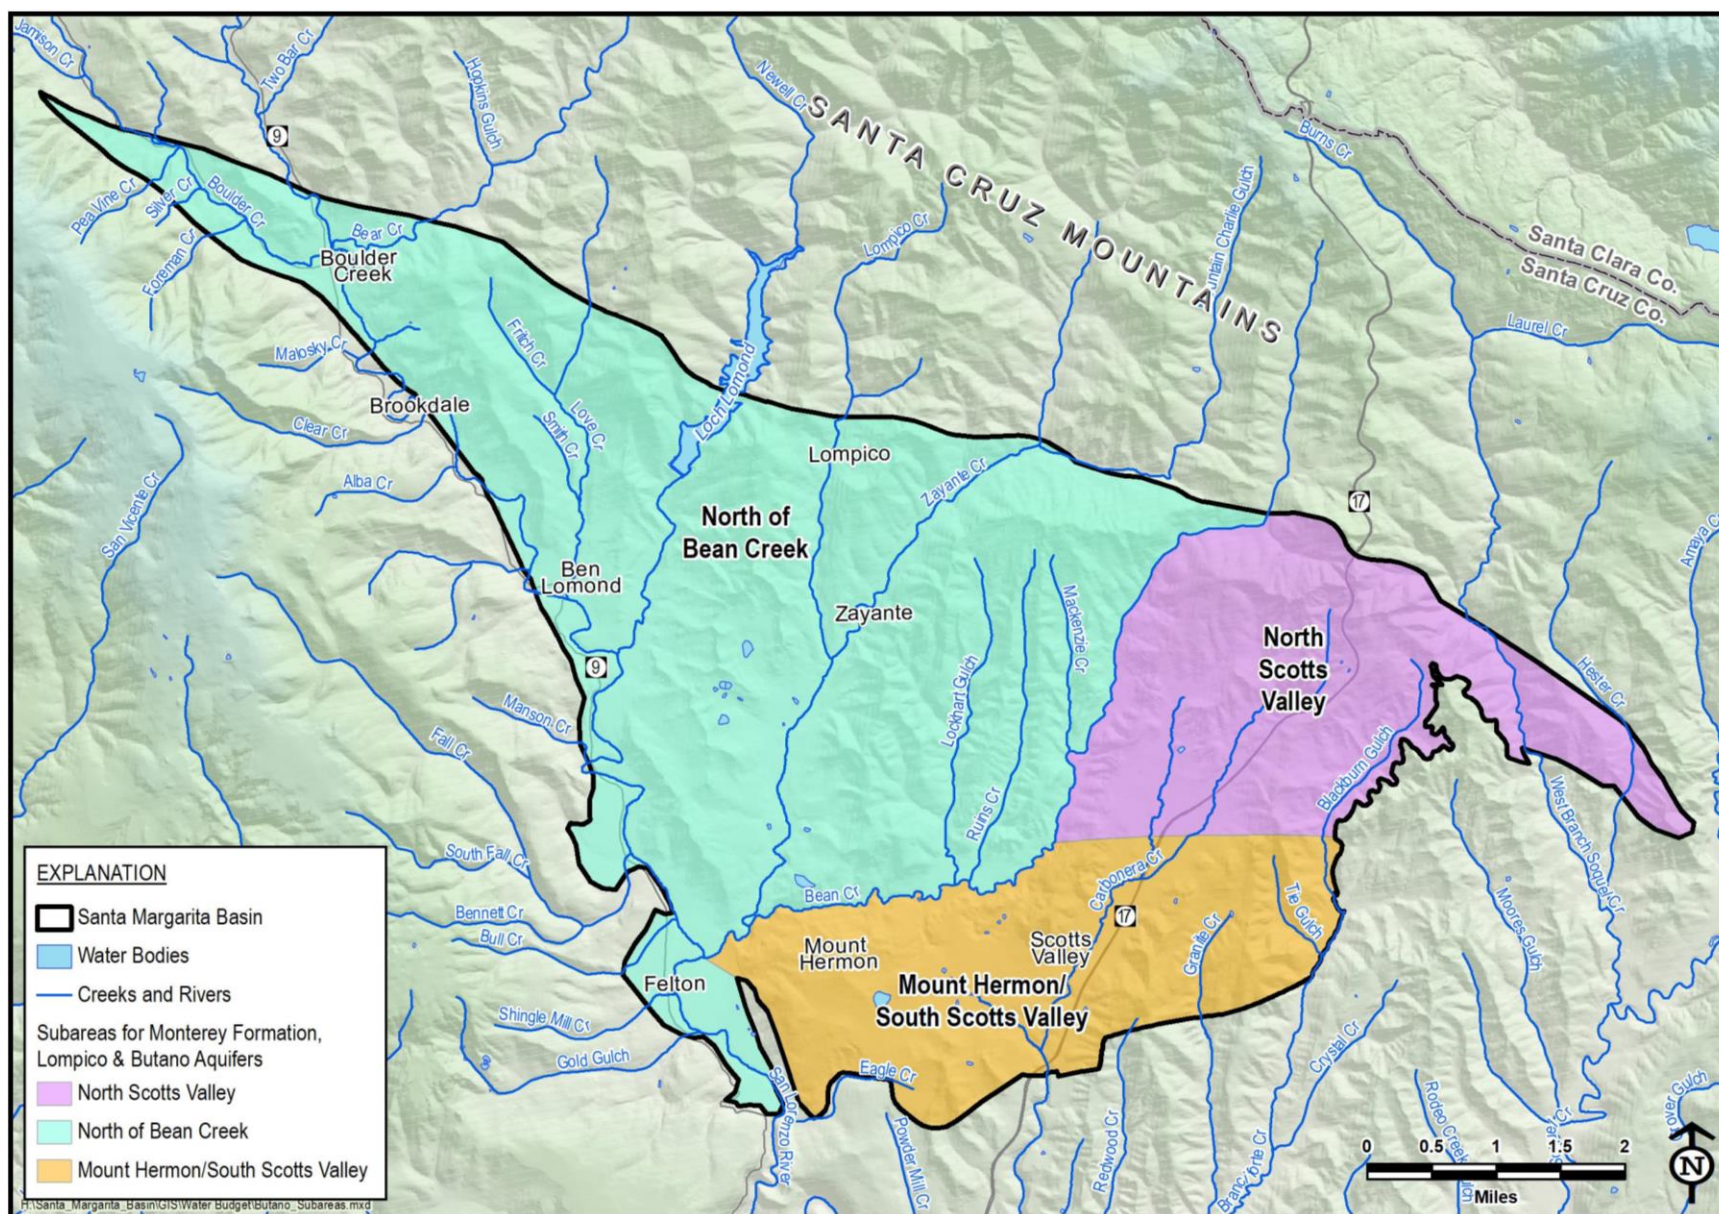 Jamison Cr
Two Bar Cr
Hopkins Gulch
Newell Cr
SANTA CRUZ MOUNTAINS
Burns Cr
9
Pea Vine Cr
Silver Cr
Boulder Cr
Foreman Cr
Bear Cr
Boulder
Creek
Lompico Cr
untain Charlie Gulch
Santa Clara Co.
Santa Cruz Co.
Laurel Cr
Malosky Cr
Fritch Cr
Loch Lomond
Brookdale
Clear Cr
Smith Cr
Love Cr
Lompico
Zayante Cr
Alba Cr
San Vicente Cr
17
Amaya C
North of
Bean Creek
Ben
Lomond
Zayante
Mackenzie Cr
North
Scotts
Valley
9
Hester Cr
Manson Cr
Fall Cr
Lockhart Gulch
Ruins Cr
Blackburn Gulch
West Branch Soquel Cr
South Fall Cr
Bennett Cr
Bull Cr
Bean Cr
Carbonera Cr
17
Tie Gulch
Granite Cr
Moores Gulch
Mount
Hermon
Scotts
Valley
Felton
Mount Hermon/
South Scotts Valley
Shingle Mill Cr
Gold Gulch
Eagle Cr
San Lorenzo River
Powder Mill Cr
Redwood Cr
Branciforte Cr
Crystal Cr
Rodeo Creek
ulch
over Gulch
EXPLANATION
Santa Margarita Basin
Water Bodies
Creeks and Rivers
Subareas for Monterey Formation,
Lompico & Butano Aquifers
North Scotts Valley
North of Bean Creek
Mount Hermon/South Scotts Valley
0 0.5 1 1.5 2
Miles
N
H:\Santa_Margarita_Basin\GIS\Water Budget\Butano_Subareas.mxd